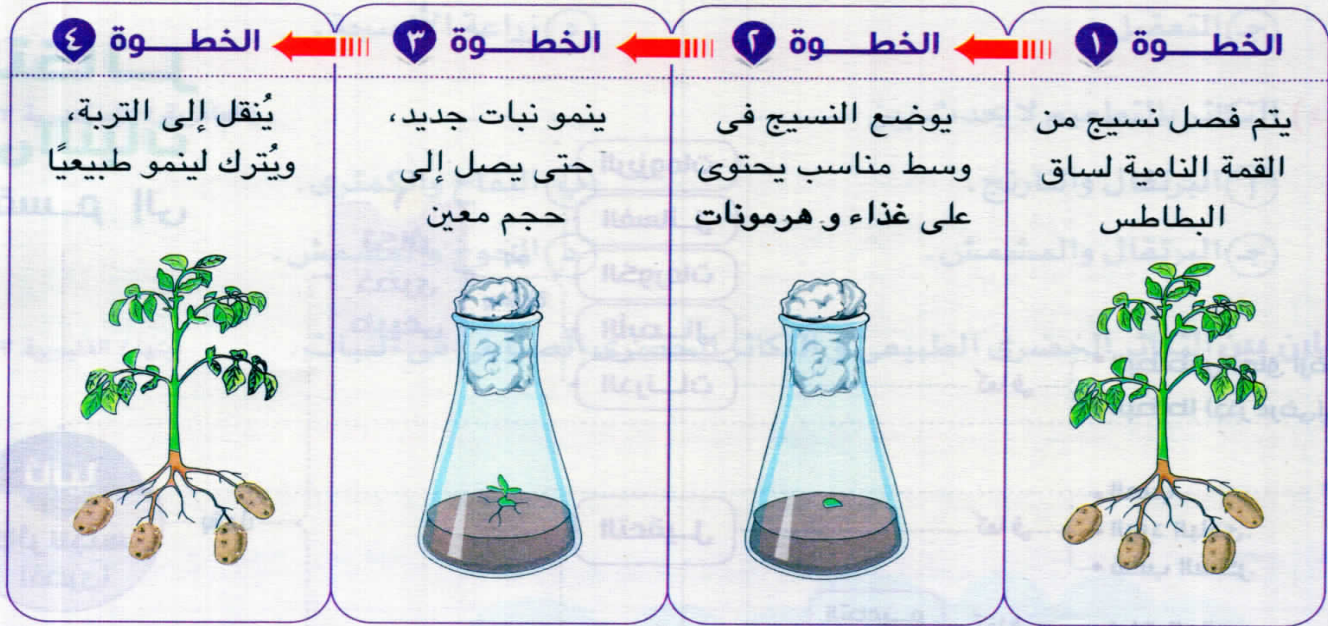 الخطـــوة ١
يتم فصل نسيج من
القمة النامية لساق
البطاطس
الخطـــوة ٢
يوضع النسيج فى
وسط مناسب يحتوى
على غذاء و هرمونات
الخطـــوة ٣
ينمو نبات جديد،
حتى يصل إلى
حجم معين
الخطـــوة ٤
يُنقل إلى التربة،
ويُترك لينمو طبيعيًا